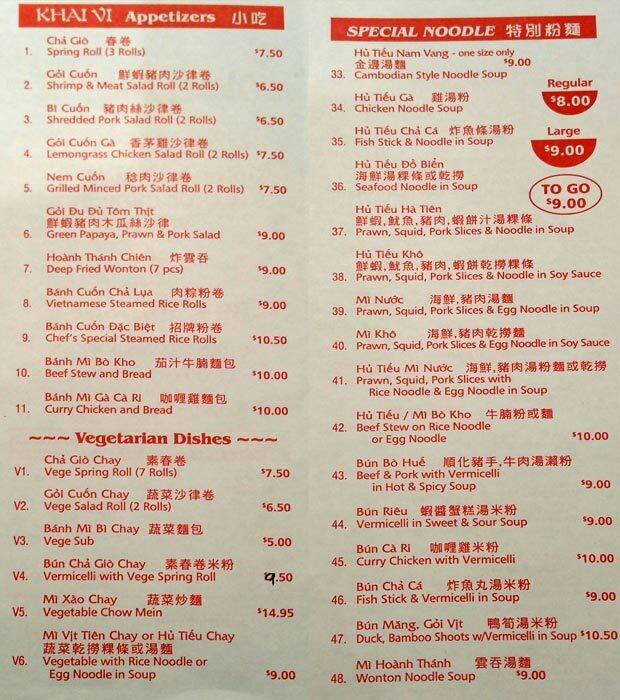 KHAI VI Appetizers 小吃
Chả Giò 春卷
1. Spring Roll (3 Rolls) $7.50
Gỏi Cuốn 鮮蝦豬肉沙律卷
2. Shrimp & Meat Salad Roll (2 Rolls) $6.50
Bì Cuốn 豬肉絲沙律卷
3. Shredded Pork Salad Roll (2 Rolls) $6.50
Gỏi Cuốn Gà 香茅雞沙律卷
4. Lemongrass Chicken Salad Roll (2 Rolls) $7.50
Nem Cuốn 稔肉沙律卷
5. Grilled Minced Pork Salad Roll (2 Rolls) $7.50
Gỏi Đu Đủ Tôm Thịt
鮮蝦豬肉木瓜絲沙律
6. Green Papaya, Prawn & Pork Salad $9.00
Hoành Thánh Chiên 炸雲吞
7. Deep Fried Wonton (7 pcs) $9.00
Bánh Cuốn Chả Lụa 肉粽粉卷
8. Vietnamese Steamed Rice Rolls $9.00
Bánh Cuốn Đặc Biệt 招牌粉卷
9. Chef's Special Steamed Rice Rolls $10.50
Bánh Mì Bò Kho 茄汁牛腩麵包
10. Beef Stew and Bread $10.00
Bánh Mì Gà Cà Ri 咖喱雞麵包
11. Curry Chicken and Bread $10.00
~~~ Vegetarian Dishes ~~~
Chả Giò Chay 素春卷
V1. Vege Spring Roll (7 Rolls) $7.50
Gỏi Cuốn Chay 蔬菜沙律卷
V2. Vege Salad Roll (2 Rolls) $6.50
Bánh Mì Bì Chay 蔬菜麵包
V3. Vege Sub $5.00
Bún Chả Giò Chay 素春卷米粉
V4. Vermicelli with Vege Spring Roll 9.50
Mì Xào Chay 蔬菜炒麵
V5. Vegetable Chow Mein $14.95
Mì Vịt Tiên Chay or Hủ Tiếu Chay
蔬菜乾撈粿條或湯麵
V6. Vegetable with Rice Noodle or
Egg Noodle in Soup $9.00
SPECIAL NOODLE 特別粉麵
Hủ Tiếu Nam Vang - one size only
金邊湯麵 $9.00
33. Cambodian Style Noodle Soup
Regular
$8.00
Large
$9.00
TO GO
$9.00
Hủ Tiếu Gà 雞湯粉
34. Chicken Noodle Soup
Hủ Tiếu Chả Cá 炸魚條湯粉
35. Fish Stick & Noodle in Soup
Hủ Tiếu Đồ Biển
海鮮湯粿條或乾撈
36. Seafood Noodle in Soup
Hủ Tiếu Hà Tiên
鮮蝦,魷魚,豬肉,蝦餅汁湯粿條
37. Prawn, Squid, Pork Slices & Noodle in Soup
Hủ Tiếu Khô
鮮蝦,魷魚,豬肉,蝦餅乾撈粿條
38. Prawn, Squid, Pork Slices & Noodle in Soy Sauce
Mì Nước 海鮮,豬肉湯麵
39. Prawn, Squid, Pork Slices & Egg Noodle in Soup
Mì Khô 海鮮,豬肉乾撈麵
40. Prawn, Squid, Pork Slices & Egg Noodle in Soy Sauce
Hủ Tiếu Mì Nước 海鮮,豬肉湯粉麵或乾撈
41. Prawn, Squid, Pork Slices with
Rice Noodle & Egg Noodle in Soup
Hủ Tiếu / Mì Bò Kho 牛腩粉或麵
42. Beef Stew on Rice Noodle
or Egg Noodle $10.00
Bún Bò Huế 順化豬手,牛肉湯瀨粉
43. Beef & Pork with Vermicelli
in Hot & Spicy Soup $9.00
Bún Riêu 蝦醬蟹糕湯米粉
44. Vermicelli in Sweet & Sour Soup $9.00
Bún Cà Ri 咖喱雞米粉
45. Curry Chicken with Vermicelli $10.00
Bún Chả Cá 炸魚丸湯米粉
46. Fish Stick & Vermicelli in Soup $9.00
Bún Măng, Gỏi Vịt 鴨筍湯米粉
47. Duck, Bamboo Shoots w/Vermicelli in Soup $10.50
Mì Hoành Thánh 雲吞湯麵
48. Wonton Noodle Soup $9.00